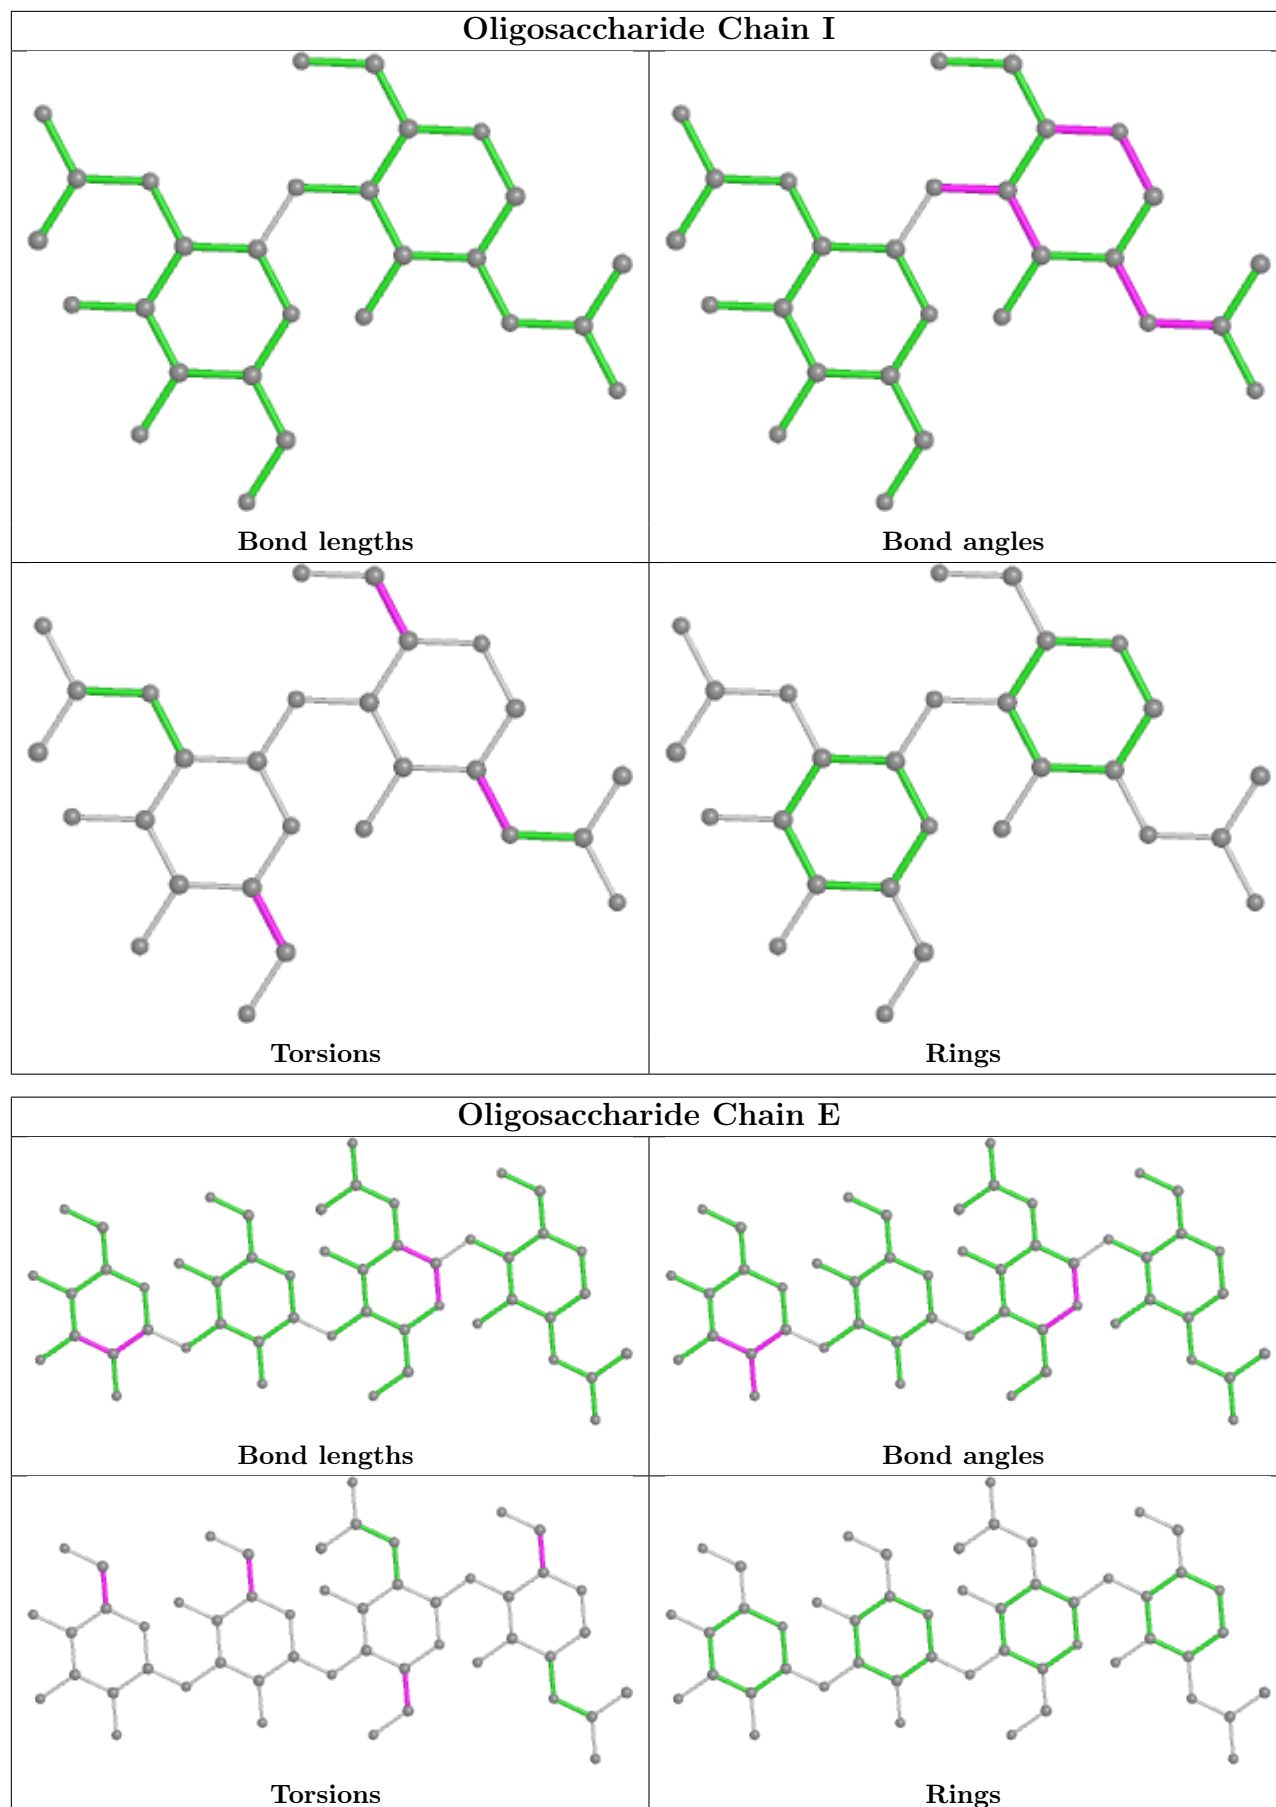 Oligosaccharide Chain I
Bond lengths
Bond angles
Torsions
Rings
Oligosaccharide Chain E
Bond lengths
Bond angles
Torsions
Rings